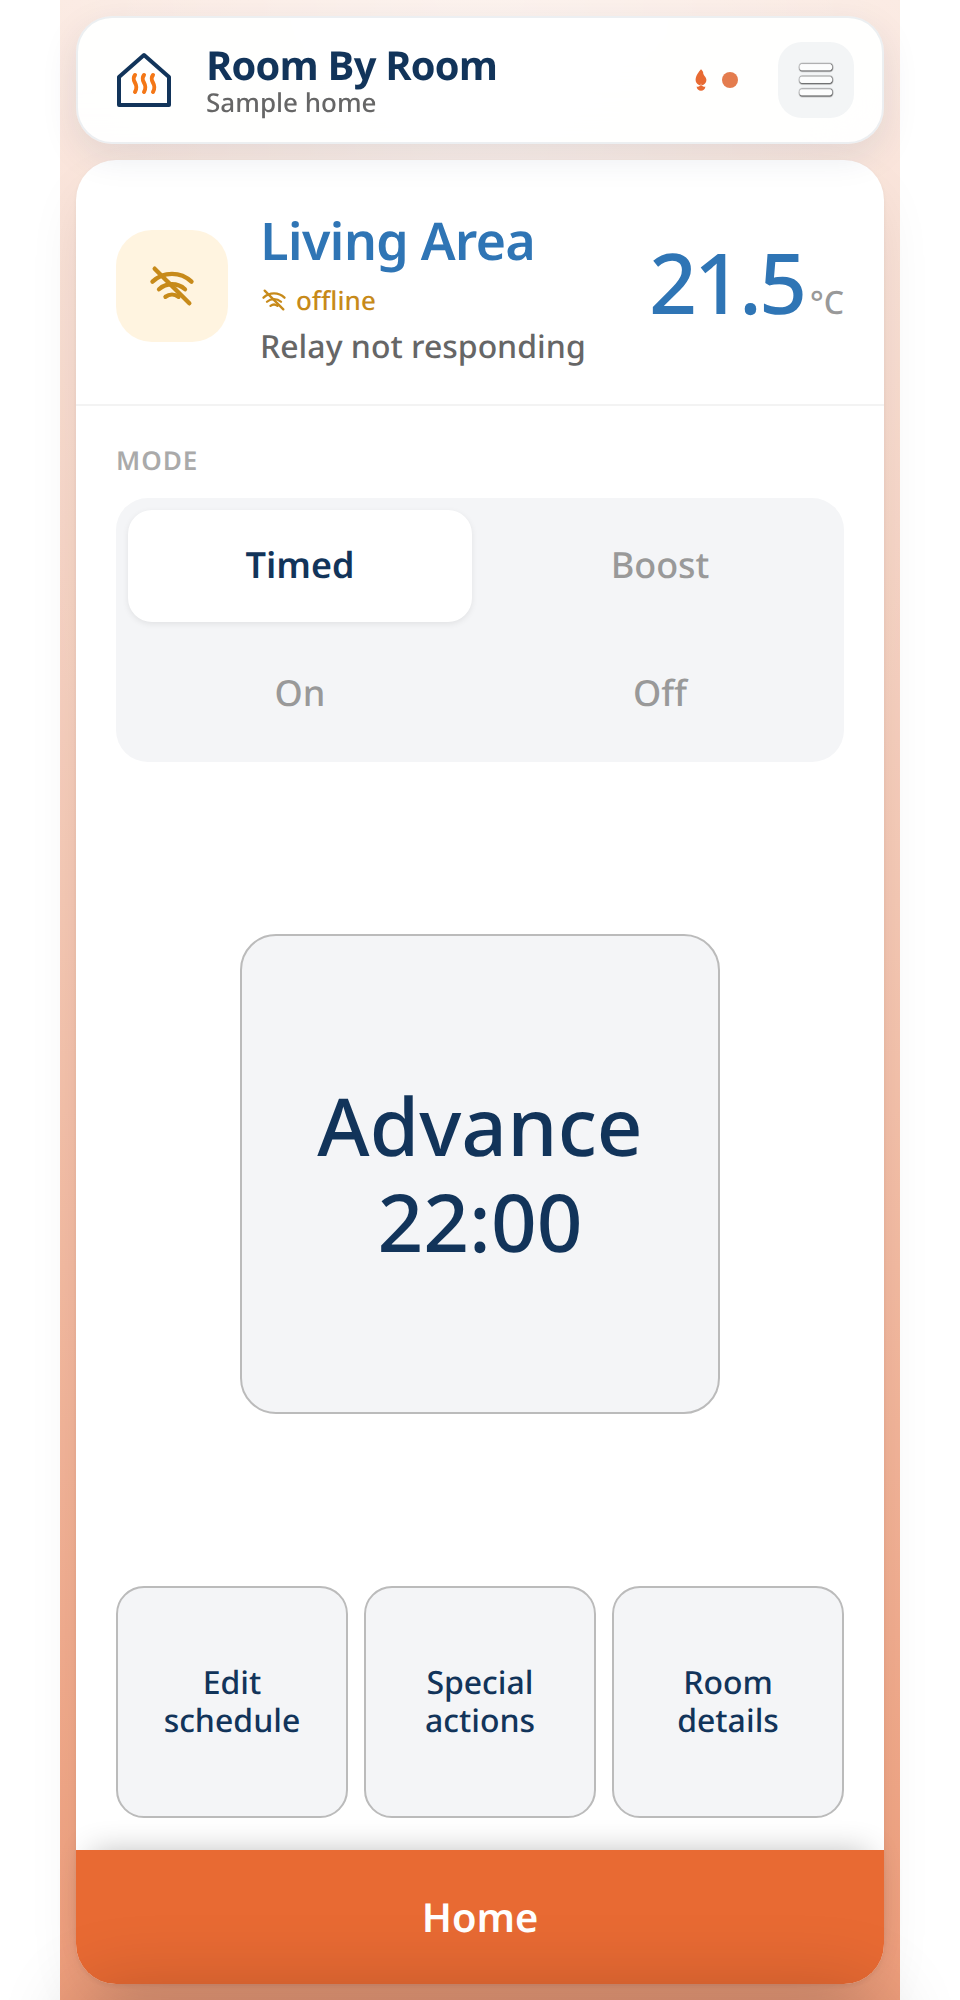 Room By Room
Sample home
Living Area
offline
Relay not responding
21.5 °C
MODE
Timed
Boost
On
Off
Advance
22:00
Edit
schedule
Special
actions
Room
details
Home